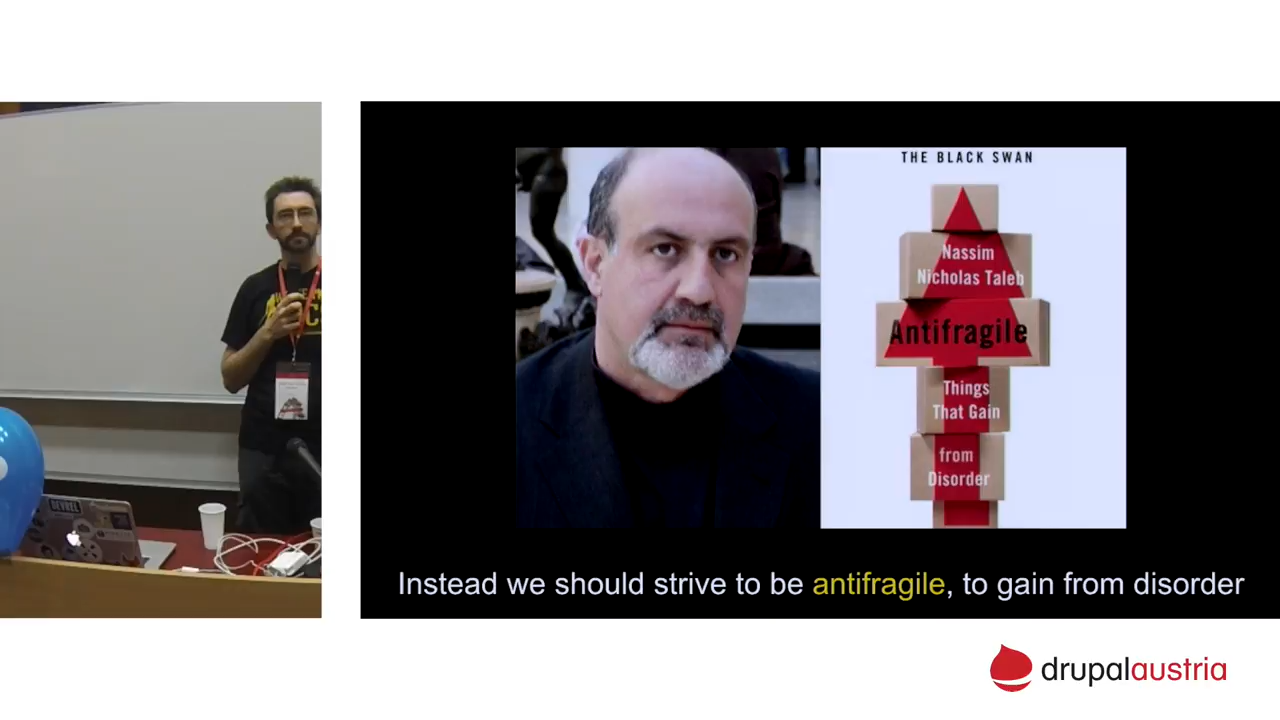 THE BLACK SWAN
Nassim
Nicholas Taleb
Antifragile
Things
That Gain
from
Disorder
Instead we should strive to be antifragile, to gain from disorder
DEVREL
drupalaustria